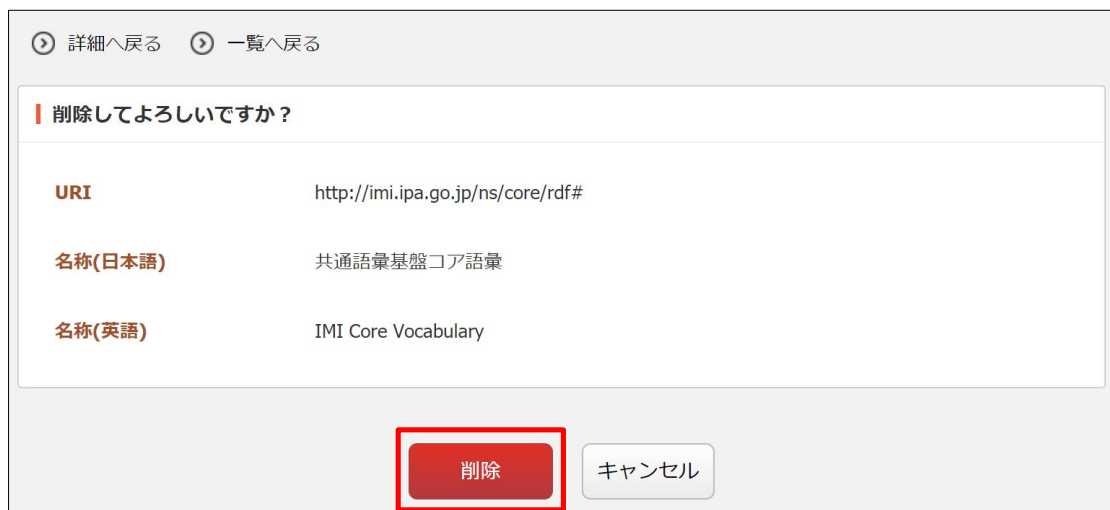 詳細へ戻る 一覧へ戻る
削除してよろしいですか？
URI http://imi.ipa.go.jp/ns/core/rdf#
名称(日本語) 共通語彙基盤コア語彙
名称(英語) IMI Core Vocabulary
削除 キャンセル